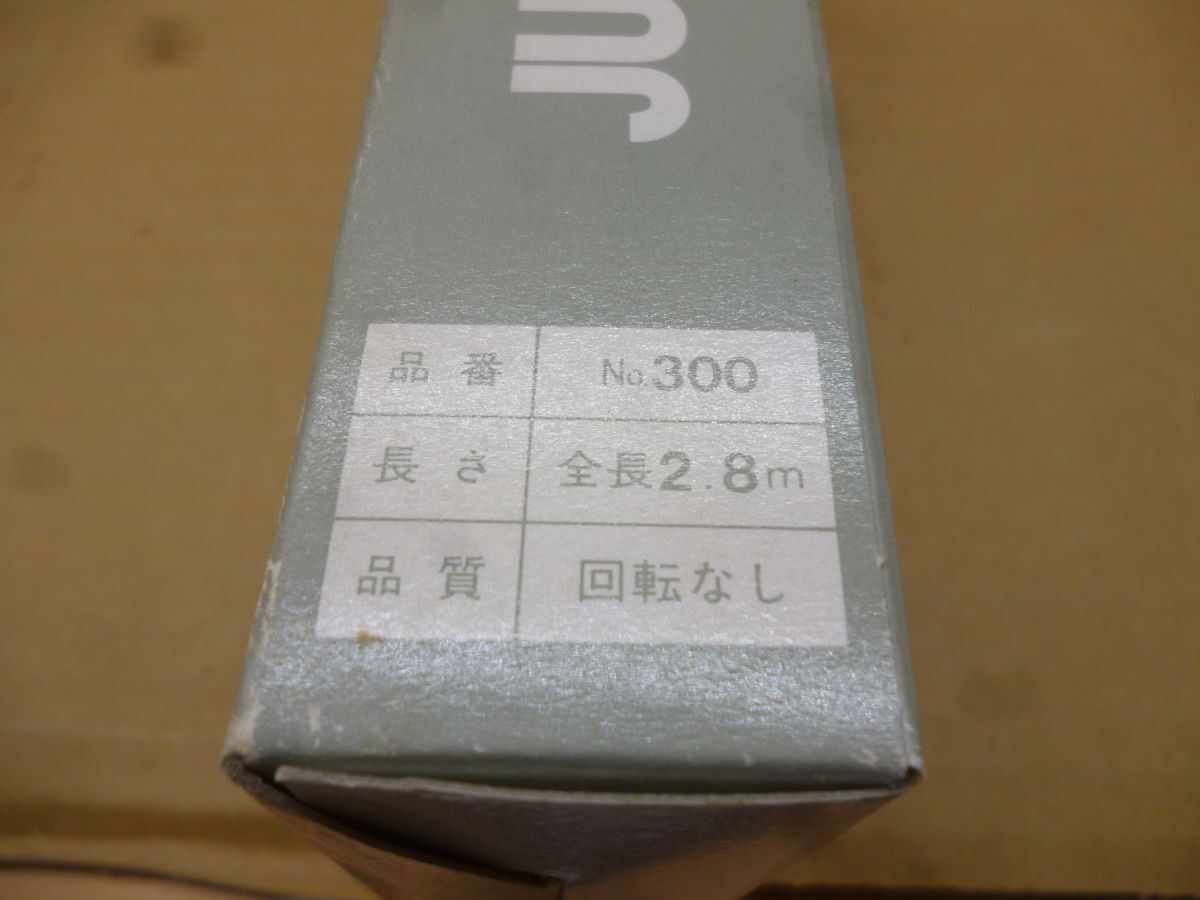 品番 No.300
長さ 全長2.8m
品質 回転なし